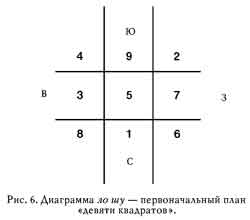 Ю
4 9 2
В 3 5 7 З
8 1 6
С
Рис. 6. Диаграмма ло шу — первоначальный план
«девяти квадратов».